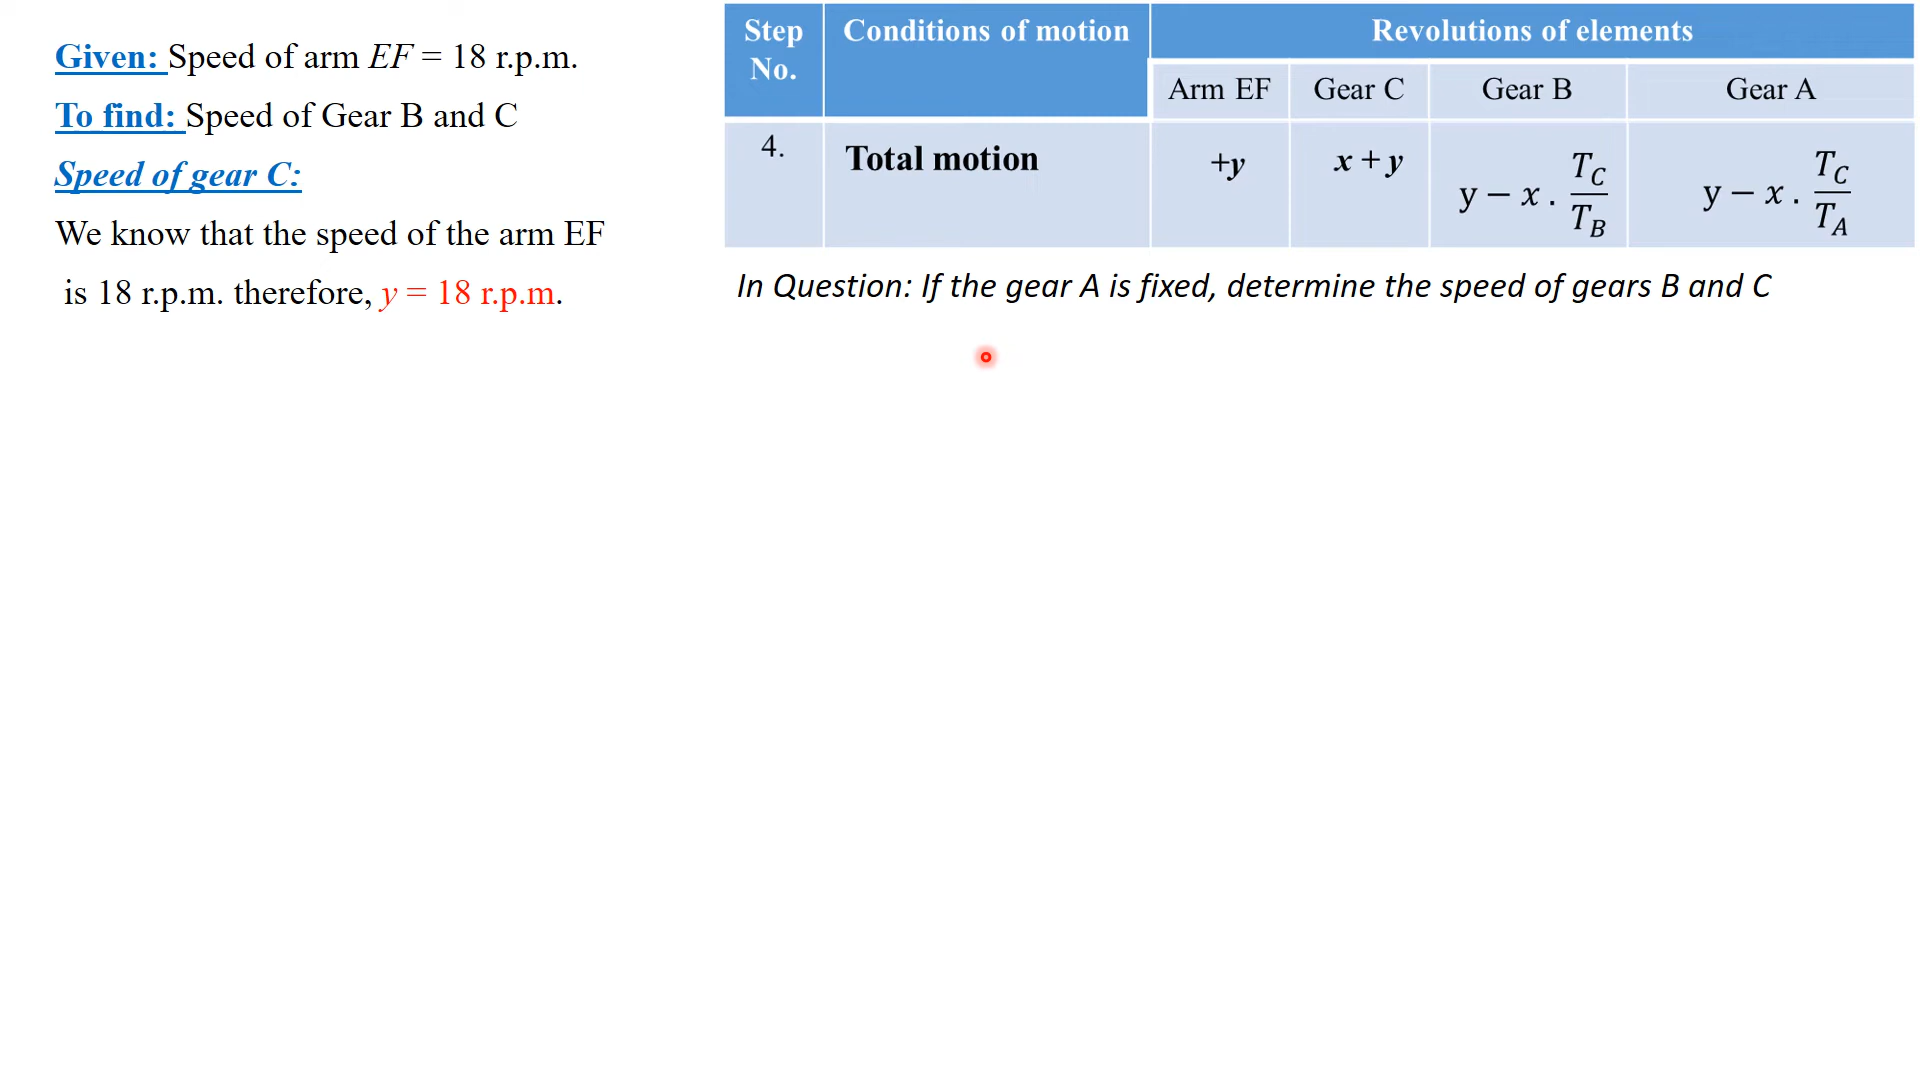 Given: Speed of arm EF = 18 r.p.m.
To find: Speed of Gear B and C
Speed of gear C:
We know that the speed of the arm EF
is 18 r.p.m. therefore, y = 18 r.p.m.
Step No.
Conditions of motion
Revolutions of elements
Arm EF
Gear C
Gear B
Gear A
4.
Total motion
+y
x + y
y − x . T_C/T_B
y − x . T_C/T_A
In Question: If the gear A is fixed, determine the speed of gears B and C